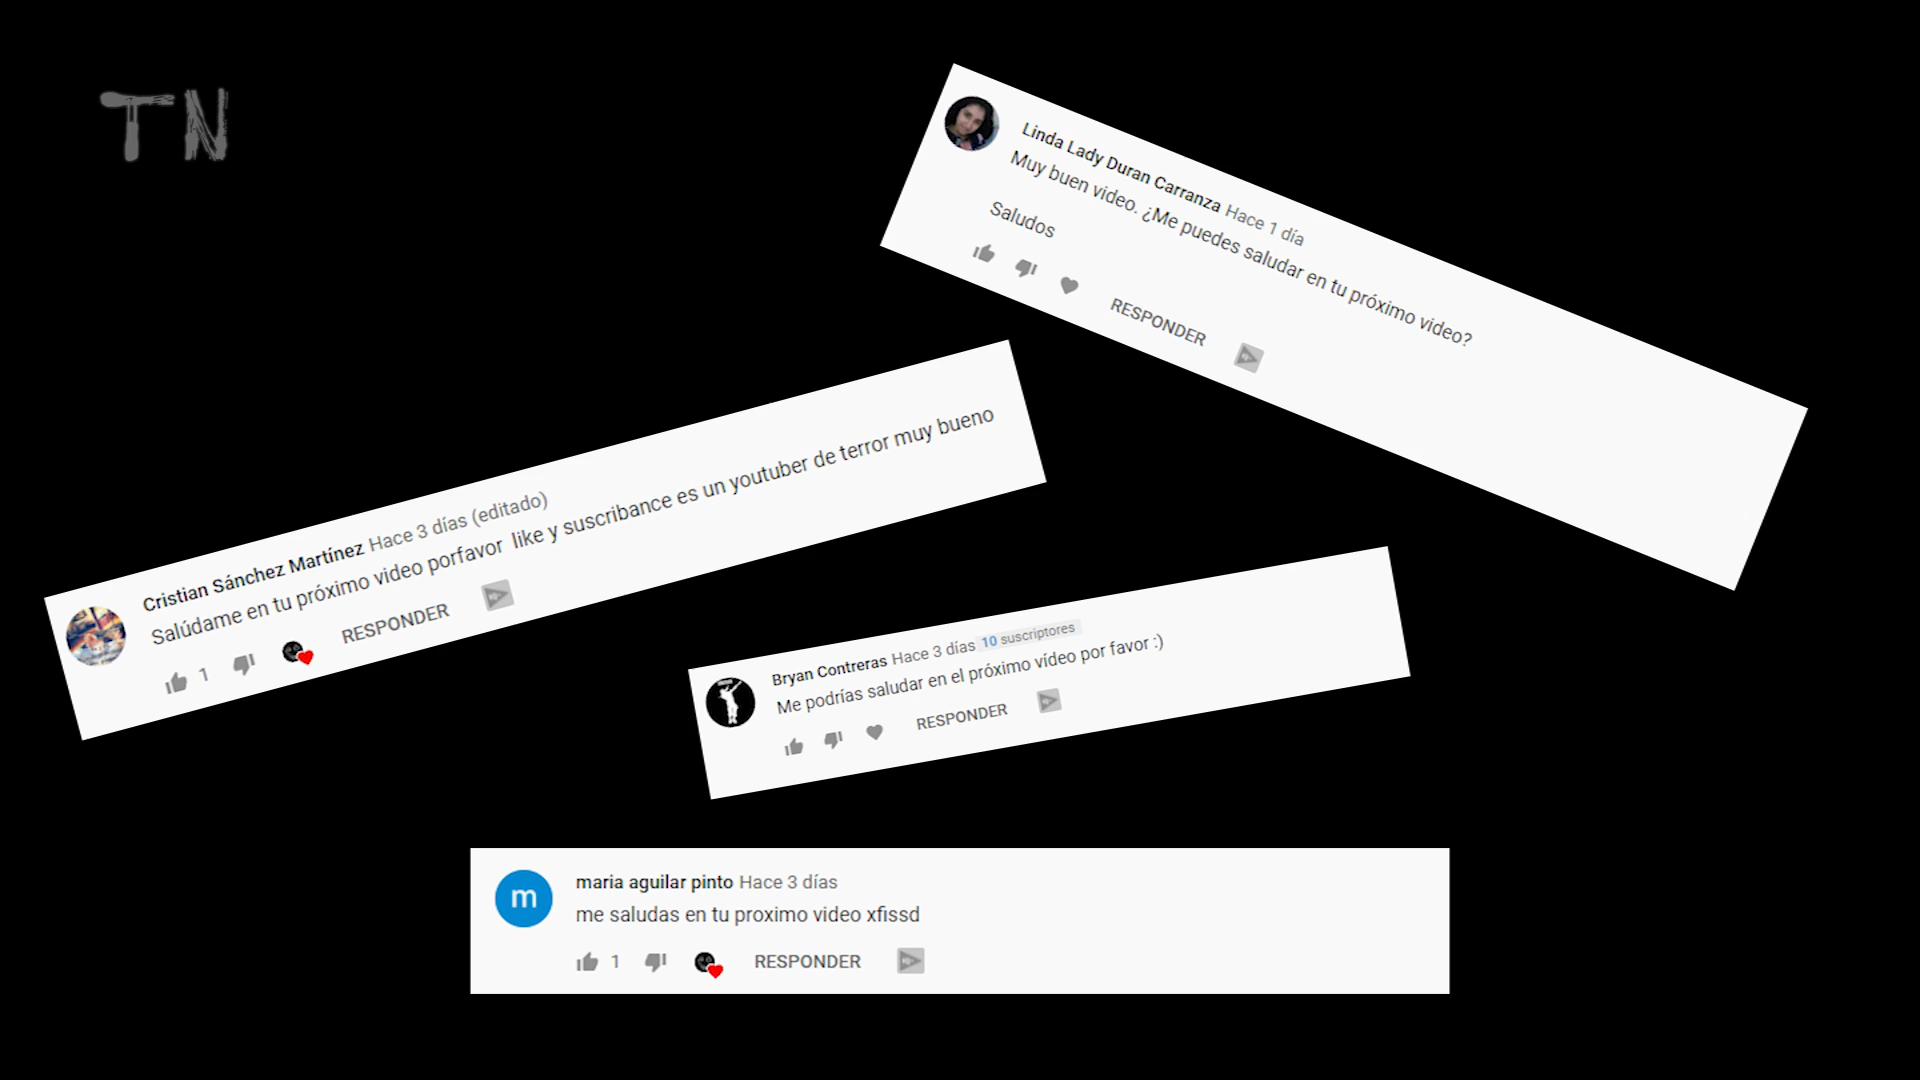 TN
Linda Lady Duran Carranza Hace 1 día
Muy buen video. ¿Me puedes saludar en tu próximo video?
Saludos
RESPONDER
Cristian Sánchez Martínez Hace 3 días (editado)
Salúdame en tu próximo video porfavor like y suscribance es un youtuber de terror muy bueno
1 RESPONDER
Bryan Contreras Hace 3 días 10 suscriptores
Me podrías saludar en el próximo vídeo por favor :)
RESPONDER
m
maria aguilar pinto Hace 3 días
me saludas en tu proximo video xfissd
1 RESPONDER